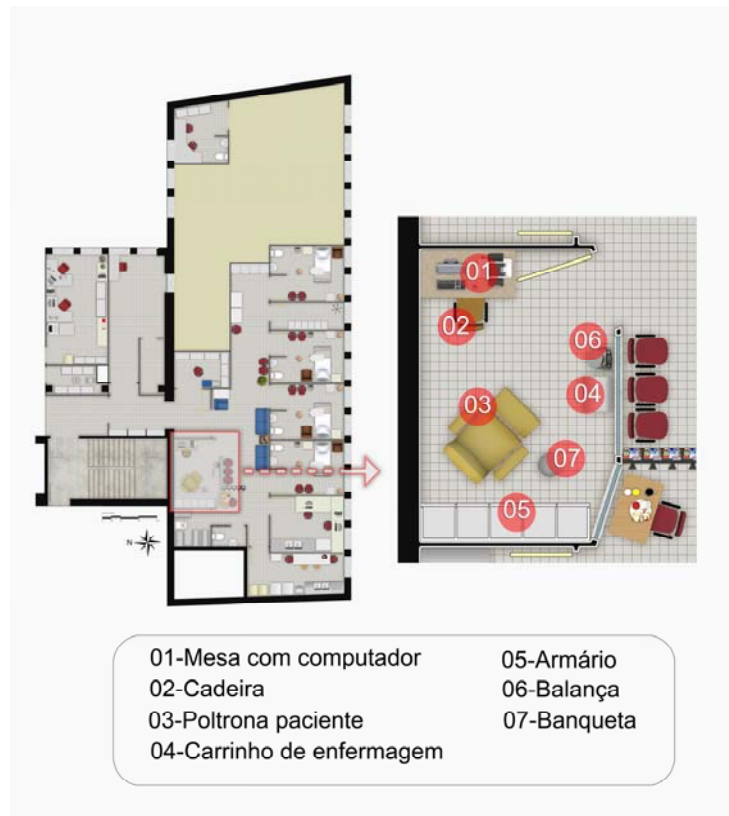 01
02
06
04
03
07
05
N
01-Mesa com computador
02-Cadeira
03-Poltrona paciente
04-Carrinho de enfermagem
05-Armário
06-Balança
07-Banqueta